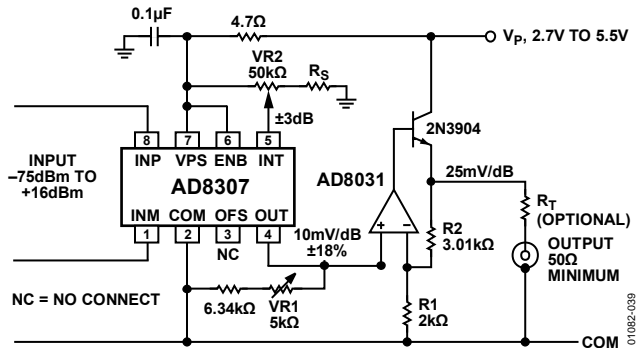 0.1µF
4.7Ω
VP, 2.7V TO 5.5V
VR2
50kΩ
RS
±3dB
2N3904
8
7
6
5
INP
VPS
ENB
INT
INPUT
–75dBm TO
+16dBm
AD8307
AD8031
25mV/dB
INM
COM
OFS
OUT
1
2
3
4
NC
10mV/dB
±18%
+
–
R2
3.01kΩ
RT
(OPTIONAL)
OUTPUT
50Ω
MINIMUM
NC = NO CONNECT
6.34kΩ
VR1
5kΩ
R1
2kΩ
COM
01082-039